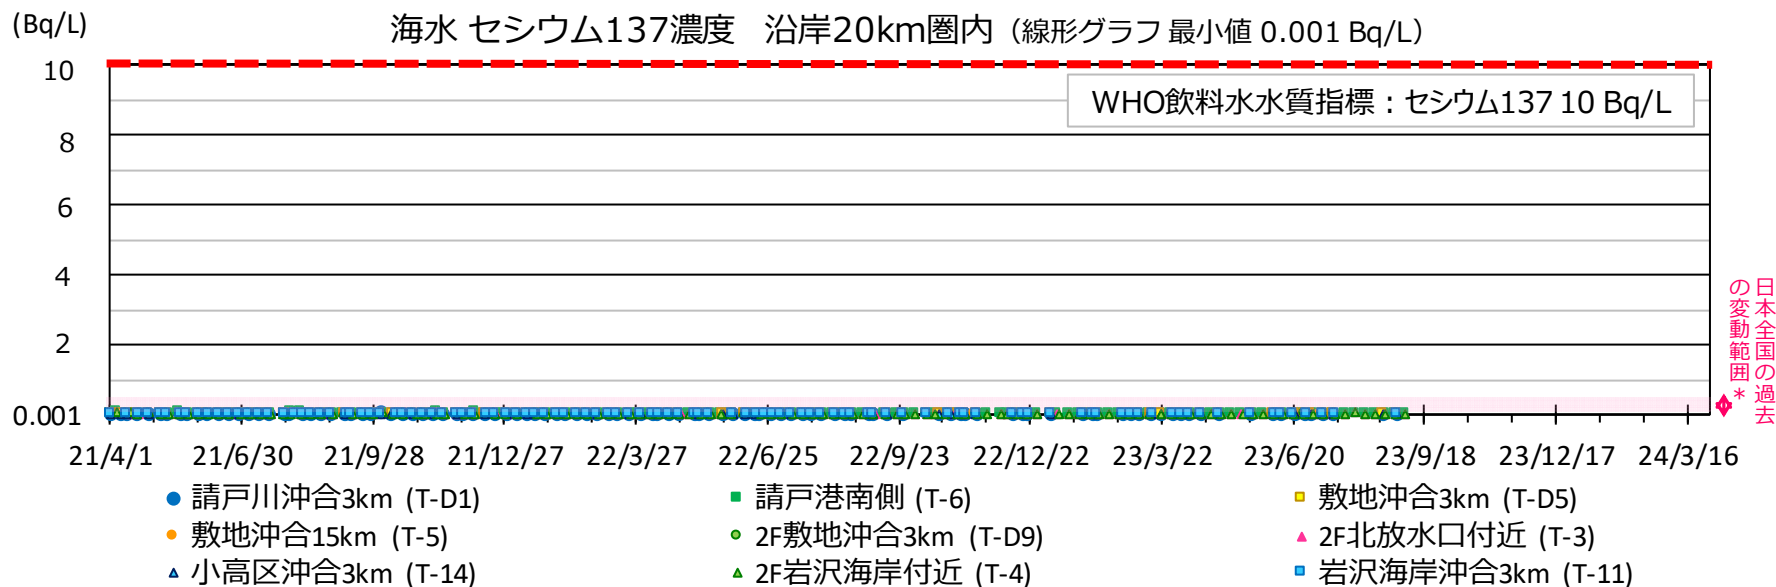 (Bq/L)
海水 セシウム137濃度 沿岸20km圏内（線形グラフ 最小値 0.001 Bq/L）
10
WHO飲料水水質指標：セシウム137 10 Bq/L
8
6
4
2
0.001
日本全国の過去
の変動範囲*
21/4/1 21/6/30 21/9/28 21/12/27 22/3/27 22/6/25 22/9/23 22/12/22 23/3/22 23/6/20 23/9/18 23/12/17 24/3/16
請戸川沖合3km (T-D1) 請戸港南側 (T-6) 敷地沖合3km (T-D5)
敷地沖合15km (T-5) 2F敷地沖合3km (T-D9) 2F北放水口付近 (T-3)
小高区沖合3km (T-14) 2F岩沢海岸付近 (T-4) 岩沢海岸沖合3km (T-11)